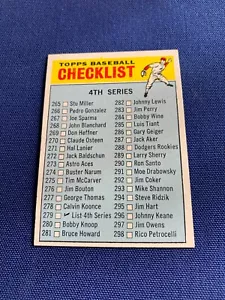 TOPPS BASEBALL
CHECKLIST
4TH SERIES
265 Stu Miller
266 Pedro Gonzalez
267 Joe Sparma
268 John Blanchard
269 Don Heffner
270 Claude Osteen
271 Hal Lanier
272 Jack Baldschun
273 Astro Aces
274 Buster Narum
275 Tim McCarver
276 Jim Bouton
277 George Thomas
278 Calvin Koonce
279 List 4th Series
280 Bobby Knoop
281 Bruce Howard
282 Johnny Lewis
283 Jim Perry
284 Bobby Wine
285 Luis Tiant
286 Gary Geiger
287 Jack Aker
288 Dodgers Rookies
289 Larry Sherry
290 Ron Santo
291 Moe Drabowsky
292 Jim Coker
293 Mike Shannon
294 Steve Ridzik
295 Jim Hart
296 Johnny Keane
297 Jim Owens
298 Rico Petrocelli